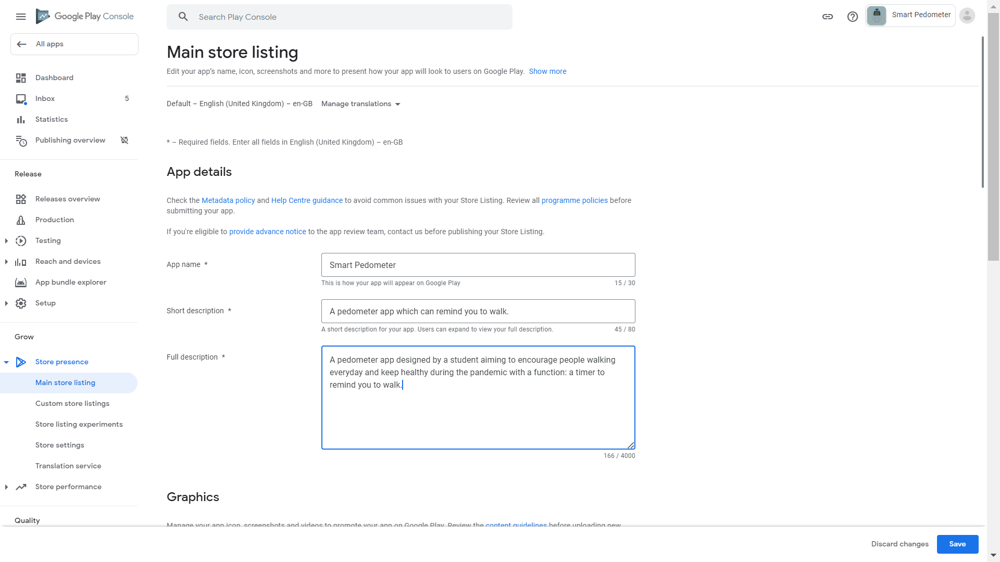 Google Play Console
Search Play Console
Smart Pedometer
All apps
Dashboard
Inbox 5
Statistics
Publishing overview
Release
Releases overview
Production
Testing
Reach and devices
App bundle explorer
Setup
Grow
Store presence
Main store listing
Custom store listings
Store listing experiments
Store settings
Translation service
Store performance
Quality
Main store listing
Edit your app's name, icon, screenshots and more to present how your app will look to users on Google Play. Show more
Default – English (United Kingdom) – en-GB Manage translations
* – Required fields. Enter all fields in English (United Kingdom) – en-GB
App details
Check the Metadata policy and Help Centre guidance to avoid common issues with your Store Listing. Review all programme policies before
submitting your app.
If you're eligible to provide advance notice to the app review team, contact us before publishing your Store Listing.
App name *
Smart Pedometer
This is how your app will appear on Google Play 15 / 30
Short description *
A pedometer app which can remind you to walk.
A short description for your app. Users can expand to view your full description. 45 / 80
Full description *
A pedometer app designed by a student aiming to encourage people walking
everyday and keep healthy during the pandemic with a function: a timer to
remind you to walk.
166 / 4000
Graphics
Manage your app icon, screenshots and videos to promote your app on Google Play. Review the content guidelines before uploading new
Discard changes Save